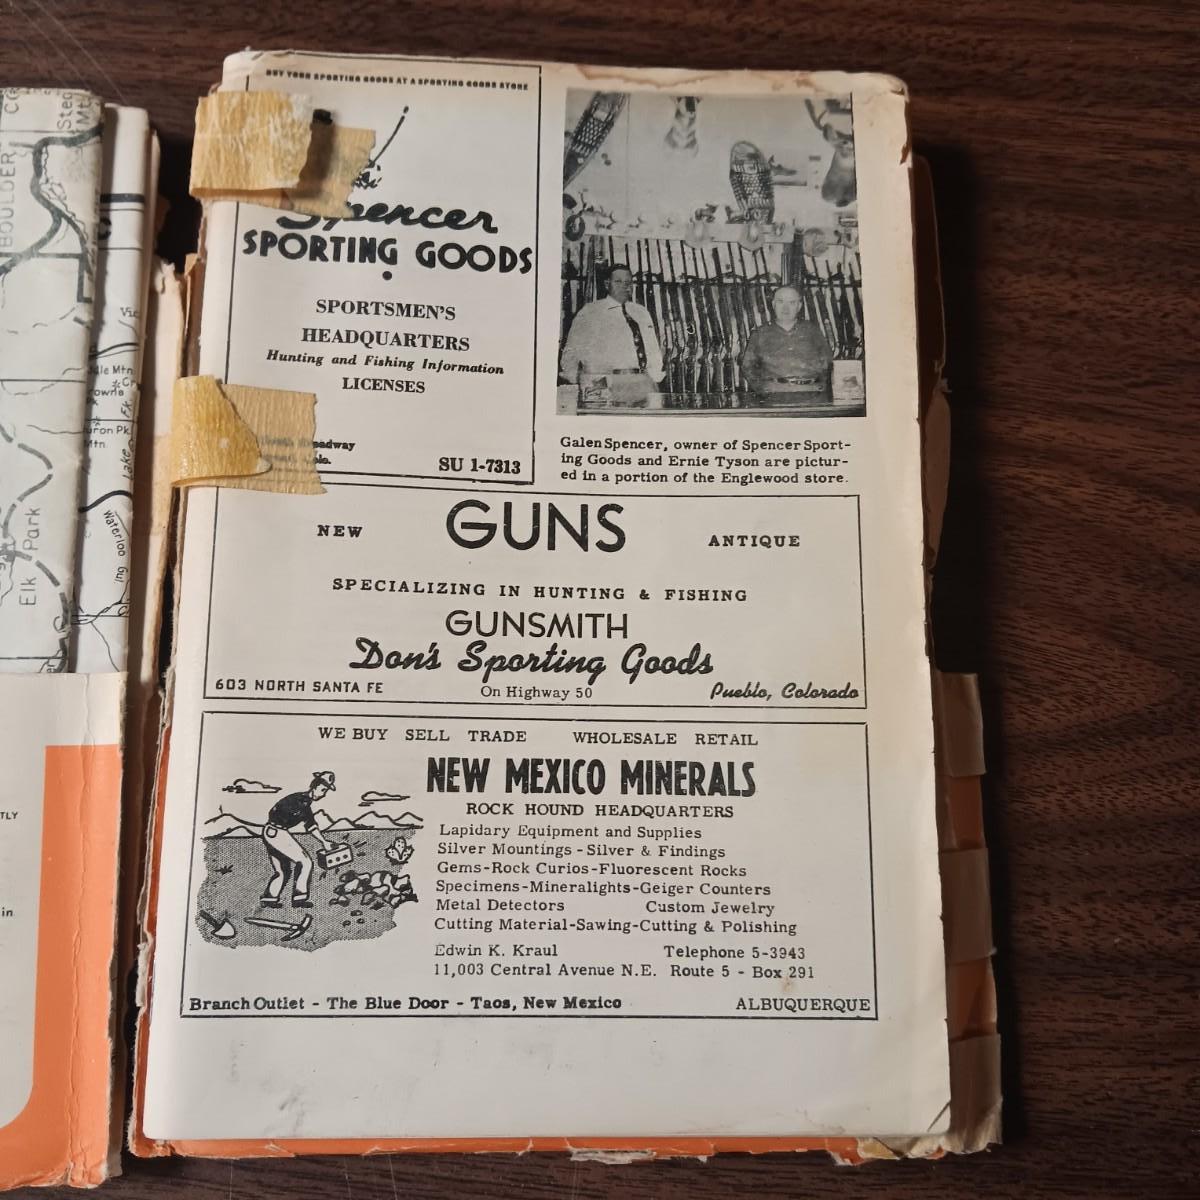 BUY YOUR SPORTING GOODS AT A SPORTING GOODS STORE
Spencer
SPORTING GOODS
SPORTSMEN'S
HEADQUARTERS
Hunting and Fishing Information
LICENSES
SU 1-7313
Galen Spencer, owner of Spencer Sport-
ing Goods and Ernie Tyson are pictur-
ed in a portion of the Englewood store.
NEW GUNS ANTIQUE
SPECIALIZING IN HUNTING & FISHING
GUNSMITH
Don's Sporting Goods
603 NORTH SANTA FE On Highway 50 Pueblo, Colorado
WE BUY SELL TRADE WHOLESALE RETAIL
NEW MEXICO MINERALS
ROCK HOUND HEADQUARTERS
Lapidary Equipment and Supplies
Silver Mountings - Silver & Findings
Gems-Rock Curios-Fluorescent Rocks
Specimens-Mineralights-Geiger Counters
Metal Detectors Custom Jewelry
Cutting Material-Sawing-Cutting & Polishing
Edwin K. Kraul Telephone 5-3943
11,003 Central Avenue N.E. Route 5 - Box 291
Branch Outlet - The Blue Door - Taos, New Mexico ALBUQUERQUE
BOULDER
Elk Park
Lake Fk
in